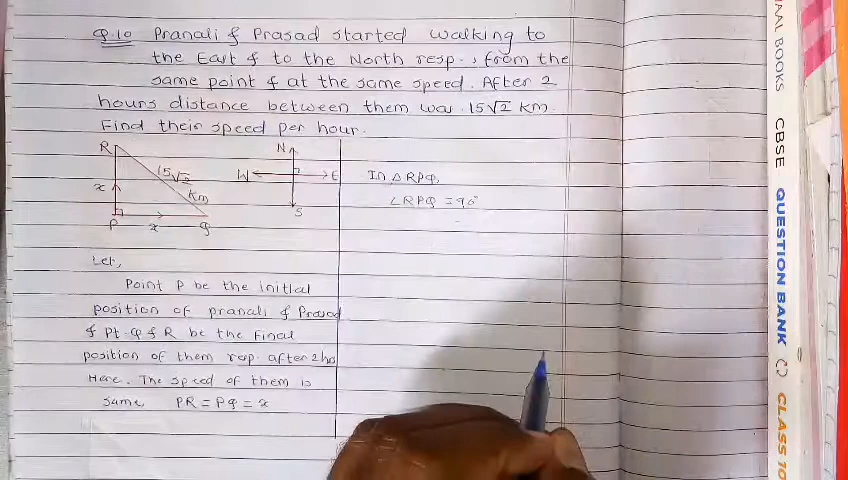 Q.10 Pranali & Prasad started walking to
the East & to the North resp., from the
same point & at the same speed. After 2
hours distance between them was 15√2 km.
Find their speed per hour.
R
15√2
km
x
P
x
Q
N
W
E
S
Let,
Point P be the initial
position of pranali & Prasad
& Pt. Q & R be the final
position of them resp. after 2 hr
Here, The speed of them is
same PR = PQ = x
In △RPQ,
∠RPQ = 90°
NAAL BOOKS
CBSE
QUESTION BANK
CLASS 10